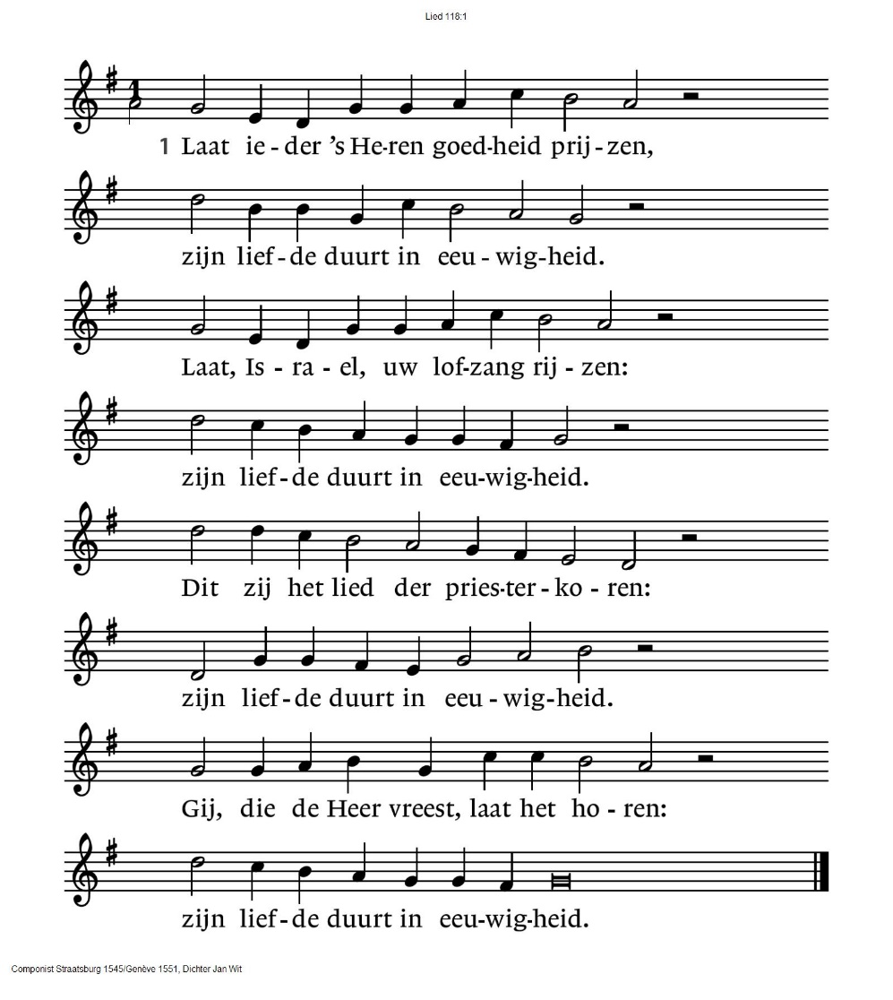 Lied 118:1
1
1 Laat ie - der ’s He-ren goed-heid prij - zen,
zijn lief - de duurt in eeu - wig-heid.
Laat, Is - ra - el, uw lof-zang rij - zen:
zijn lief - de duurt in eeu-wig-heid.
Dit zij het lied der pries-ter - ko - ren:
zijn lief - de duurt in eeu - wig-heid.
Gij, die de Heer vreest, laat het ho - ren:
zijn lief - de duurt in eeu-wig-heid.
Componist Straatsburg 1545/Genève 1551, Dichter Jan Wit